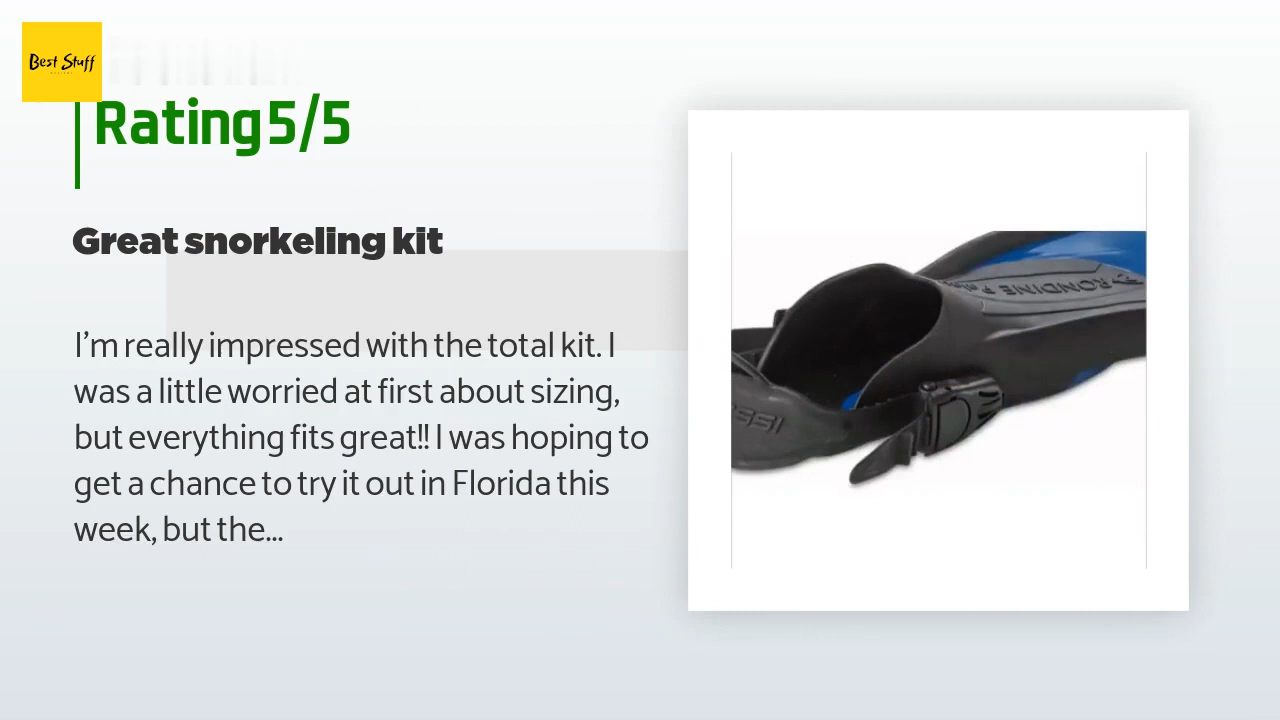 Best Stuff
Rating 5/5
Great snorkeling kit
I'm really impressed with the total kit. I
was a little worried at first about sizing,
but everything fits great!! I was hoping to
get a chance to try it out in Florida this
week, but the...
RONDINE